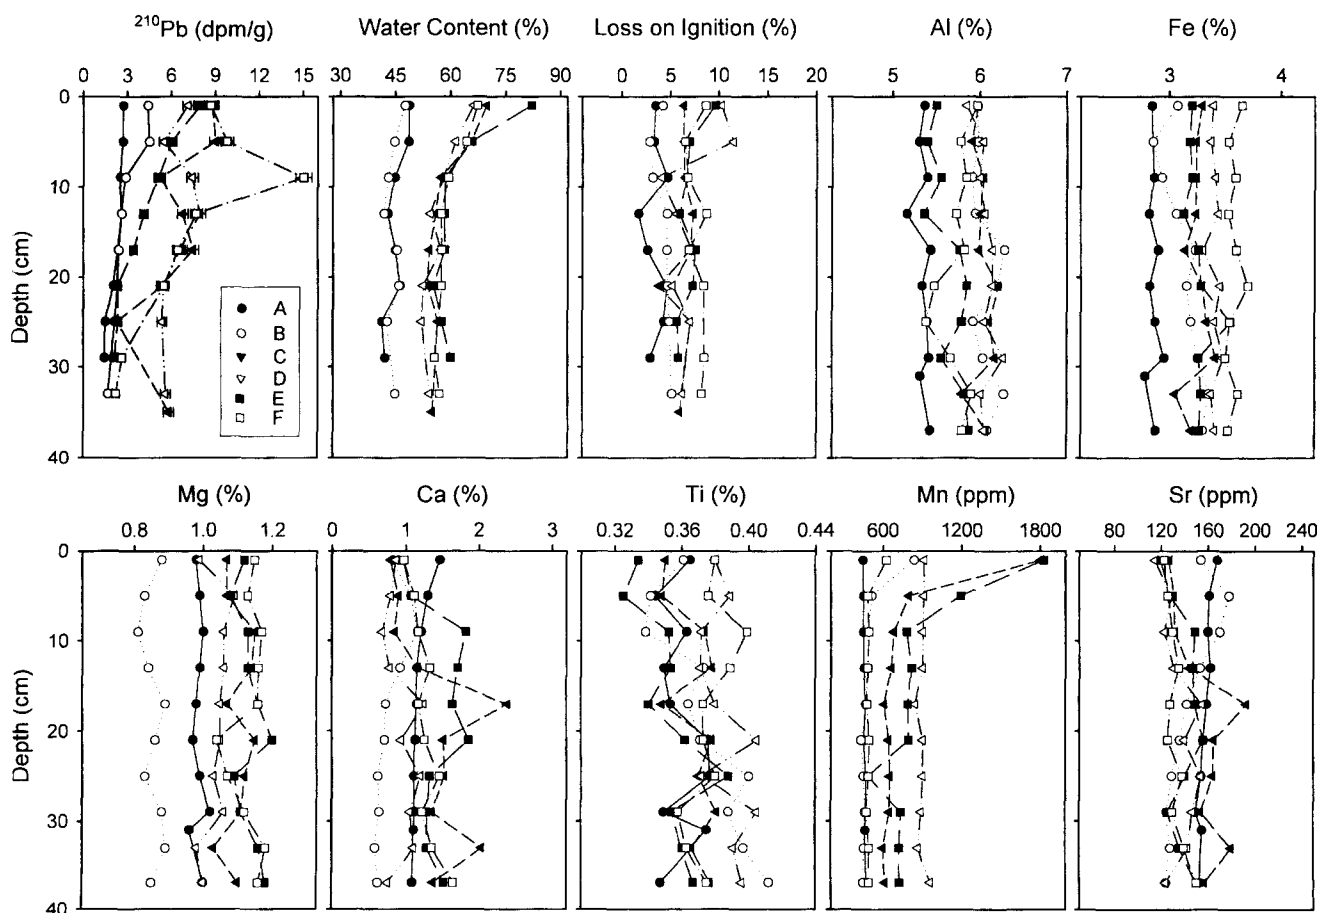 210Pb (dpm/g) Water Content (%) Loss on Ignition (%) Al (%) Fe (%)
0 3 6 9 12 15 30 45 60 75 90 0 5 10 15 20 5 6 7 3 4
0
10
20
30
40
Depth (cm)
A
B
C
D
E
F
Mg (%) Ca (%) Ti (%) Mn (ppm) Sr (ppm)
0.8 1.0 1.2 0 1 2 3 0.32 0.36 0.40 0.44 600 1200 1800 80 120 160 200 240
0
10
20
30
40
Depth (cm)